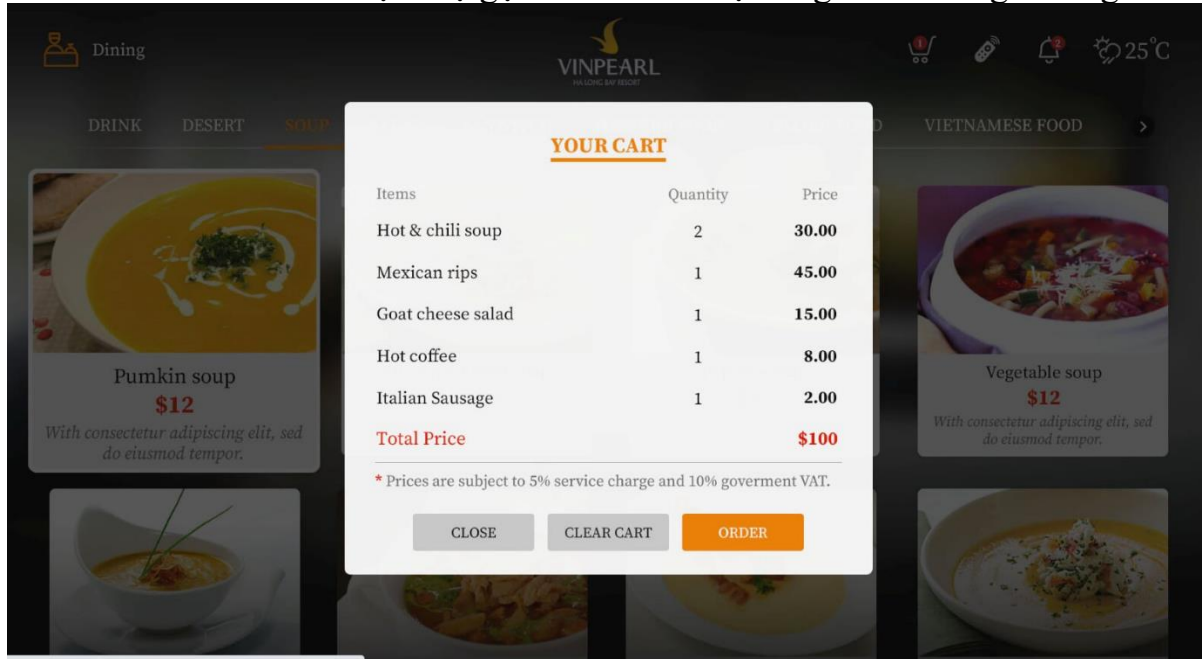 Dining
VINPEARL
HA LONG BAY RESORT
1
2
25°C
DRINK DESERT SOUP VIETNAMESE FOOD >
YOUR CART
Items Quantity Price
Hot & chili soup 2 30.00
Mexican rips 1 45.00
Goat cheese salad 1 15.00
Hot coffee 1 8.00
Italian Sausage 1 2.00
Total Price $100
* Prices are subject to 5% service charge and 10% goverment VAT.
CLOSE CLEAR CART ORDER
Pumkin soup
$12
With consectetur adipiscing elit, sed
do eiusmod tempor.
Vegetable soup
$12
With consectetur adipiscing elit, sed
do eiusmod tempor.